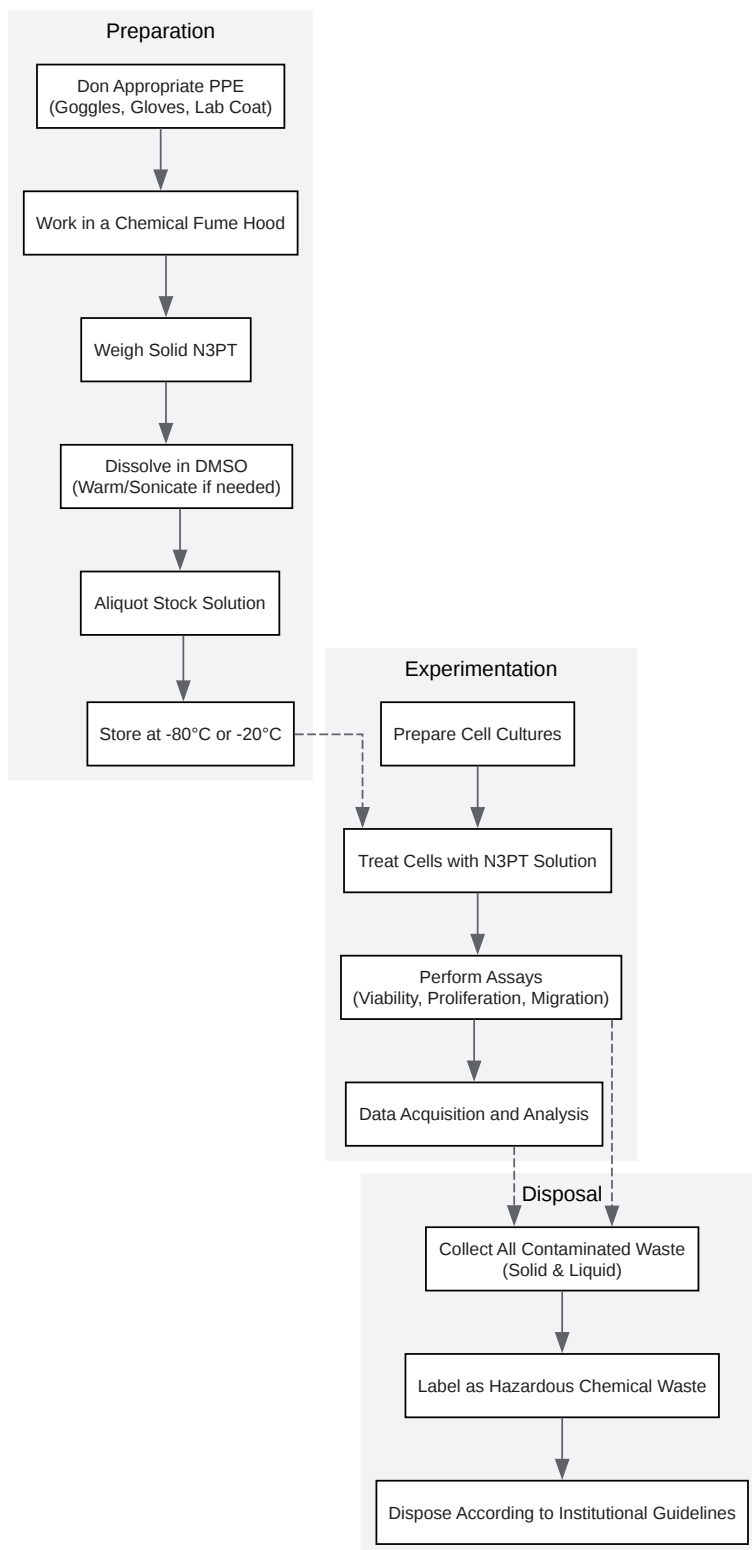 Preparation
Don Appropriate PPE
(Goggles, Gloves, Lab Coat)
Work in a Chemical Fume Hood
Weigh Solid N3PT
Dissolve in DMSO
(Warm/Sonicate if needed)
Aliquot Stock Solution
Store at -80°C or -20°C
Experimentation
Prepare Cell Cultures
Treat Cells with N3PT Solution
Perform Assays
(Viability, Proliferation, Migration)
Data Acquisition and Analysis
Disposal
Collect All Contaminated Waste
(Solid & Liquid)
Label as Hazardous Chemical Waste
Dispose According to Institutional Guidelines